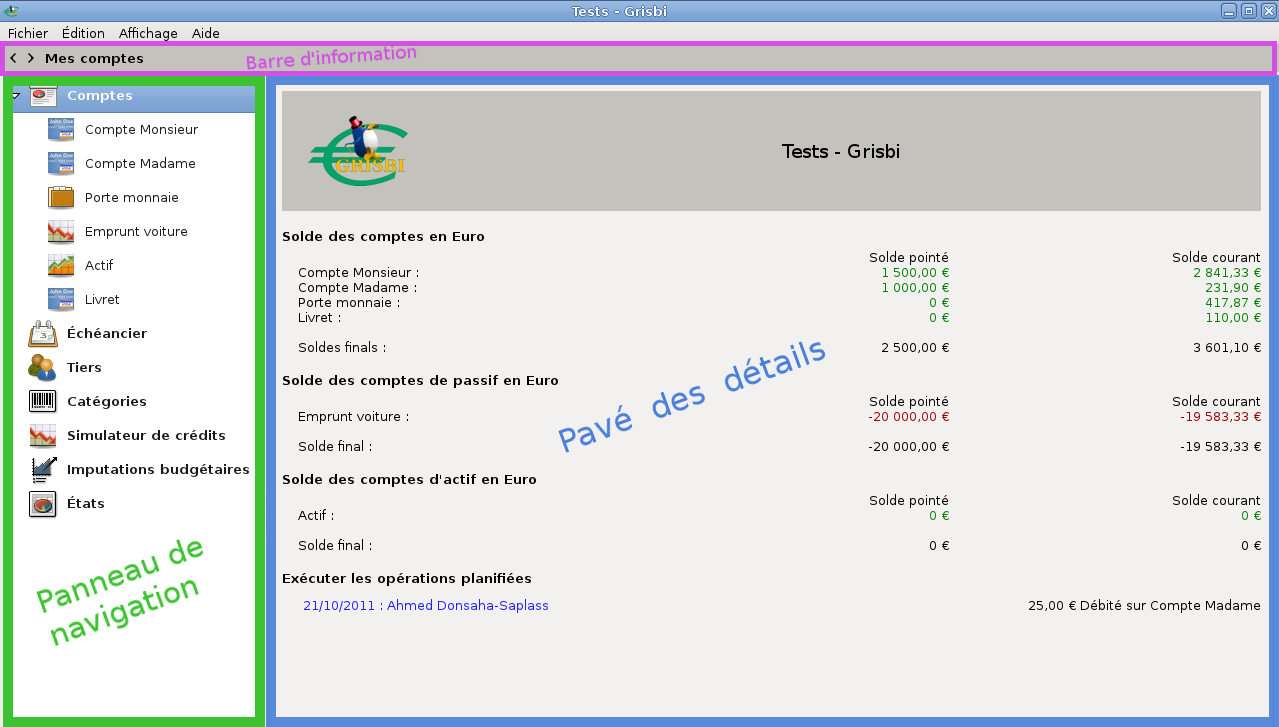 Tests - Grisbi
Fichier Édition Affichage Aide
Mes comptes
Barre d'information
Comptes
Compte Monsieur
Compte Madame
Porte monnaie
Emprunt voiture
Actif
Livret
Échéancier
Tiers
Catégories
Simulateur de crédits
Imputations budgétaires
États
Panneau de
navigation
GRISBI
Tests - Grisbi
Solde des comptes en Euro
Solde pointé Solde courant
Compte Monsieur : 1 500,00 € 2 841,33 €
Compte Madame : 1 000,00 € 231,90 €
Porte monnaie : 0 € 417,87 €
Livret : 0 € 110,00 €
Soldes finals : 2 500,00 € 3 601,10 €
Solde des comptes de passif en Euro
Solde pointé Solde courant
Emprunt voiture : -20 000,00 € -19 583,33 €
Solde final : -20 000,00 € -19 583,33 €
Pavé des détails
Solde des comptes d'actif en Euro
Solde pointé Solde courant
Actif : 0 € 0 €
Solde final : 0 € 0 €
Exécuter les opérations planifiées
21/10/2011 : Ahmed Donsaha-Saplass 25,00 € Débité sur Compte Madame